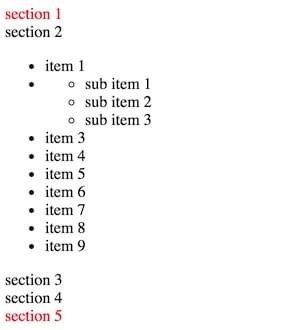 section 1
section 2
item 1
sub item 1
sub item 2
sub item 3
item 3
item 4
item 5
item 6
item 7
item 8
item 9
section 3
section 4
section 5